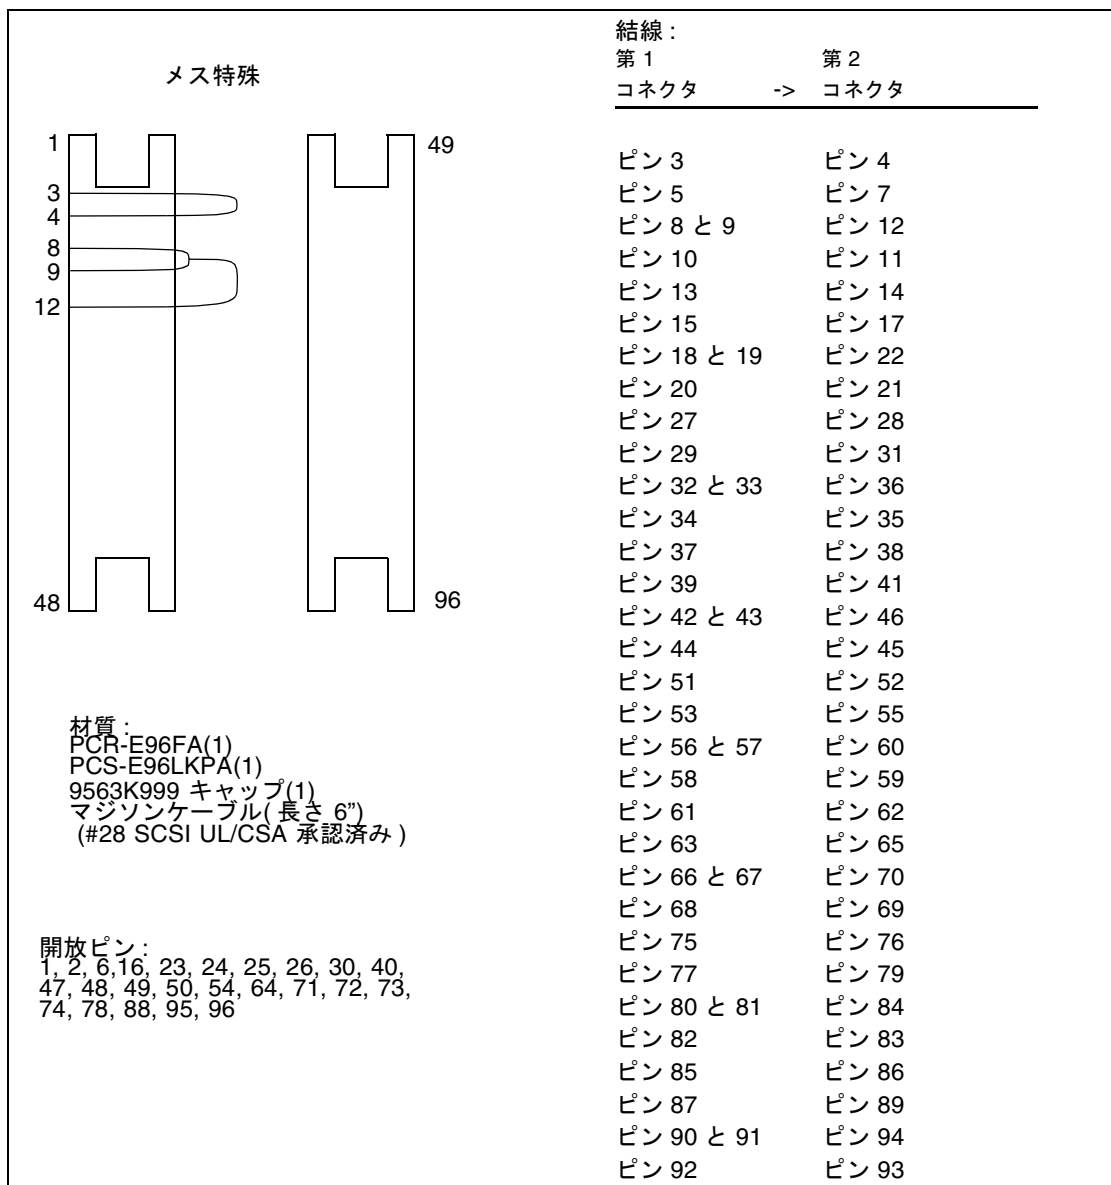 メス特殊
1
3
4
8
9
12
48
49
96
材質 :
PCR-E96FA(1)
PCS-E96LKPA(1)
9563K999 キャップ(1)
マジソンケーブル( 長さ 6”)
(#28 SCSI UL/CSA 承認済み )
開放ピン :
1, 2, 6,16, 23, 24, 25, 26, 30, 40,
47, 48, 49, 50, 54, 64, 71, 72, 73,
74, 78, 88, 95, 96
結線 :
第 1 第 2
コネクタ -> コネクタ
ピン 3 ピン 4
ピン 5 ピン 7
ピン 8 と 9 ピン 12
ピン 10 ピン 11
ピン 13 ピン 14
ピン 15 ピン 17
ピン 18 と 19 ピン 22
ピン 20 ピン 21
ピン 27 ピン 28
ピン 29 ピン 31
ピン 32 と 33 ピン 36
ピン 34 ピン 35
ピン 37 ピン 38
ピン 39 ピン 41
ピン 42 と 43 ピン 46
ピン 44 ピン 45
ピン 51 ピン 52
ピン 53 ピン 55
ピン 56 と 57 ピン 60
ピン 58 ピン 59
ピン 61 ピン 62
ピン 63 ピン 65
ピン 66 と 67 ピン 70
ピン 68 ピン 69
ピン 75 ピン 76
ピン 77 ピン 79
ピン 80 と 81 ピン 84
ピン 82 ピン 83
ピン 85 ピン 86
ピン 87 ピン 89
ピン 90 と 91 ピン 94
ピン 92 ピン 93